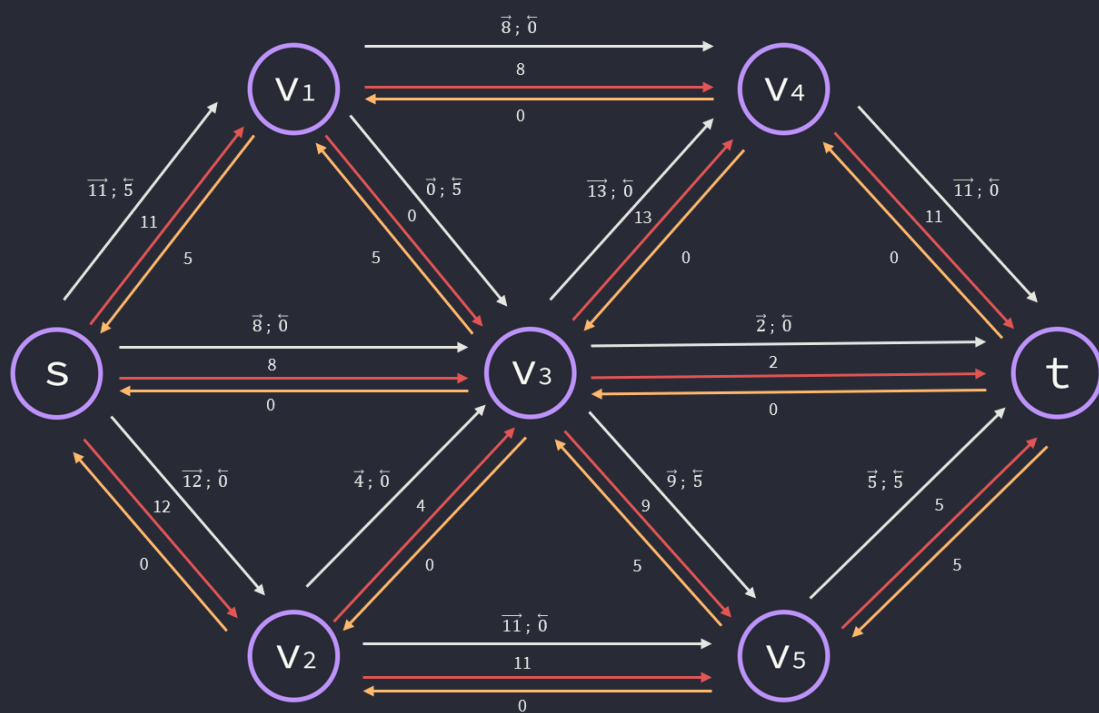 8⃗ ; 0⃖
8
V1
V4
0
11⃗ ; 5⃖
0⃗ ; 5⃖
13⃗ ; 0⃖
11⃗ ; 0⃖
11
0
13
11
5
5
0
0
8⃗ ; 0⃖
2⃗ ; 0⃖
8
2
S
V3
t
0
0
12⃗ ; 0⃖
4⃗ ; 0⃖
9⃗ ; 5⃖
5⃗ ; 5⃖
12
4
9
5
0
0
5
5
11⃗ ; 0⃖
V2
V5
11
0